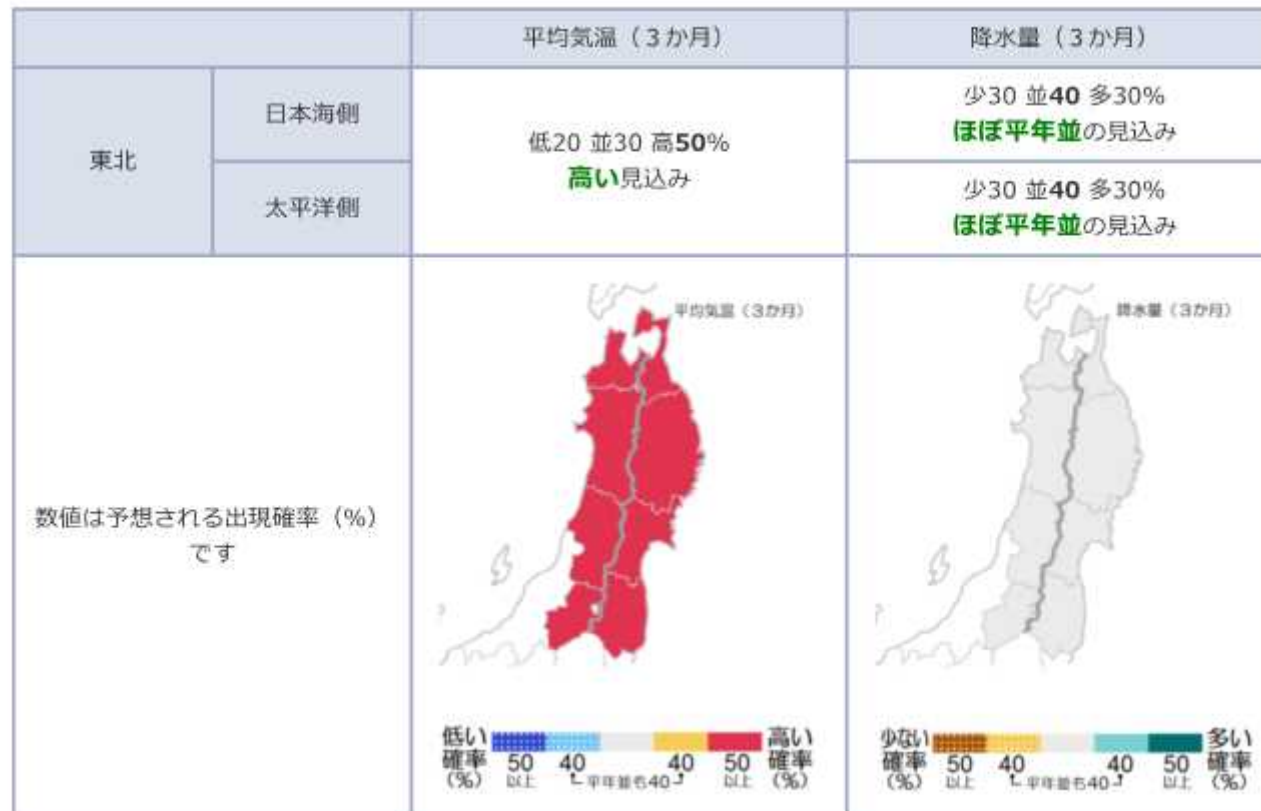 平均気温（３か月）
降水量（３か月）
東北
日本海側
低20 並30 高50%
高い見込み
少30 並40 多30%
ほぼ平年並の見込み
太平洋側
少30 並40 多30%
ほぼ平年並の見込み
数値は予想される出現確率（%）
です
平均気温（３か月）
低い
確率
(%)
50
以上
40
平年並も40
40
50
以上
高い
確率
(%)
降水量（３か月）
少ない
確率
(%)
50
以上
40
平年並も40
40
50
以上
多い
確率
(%)